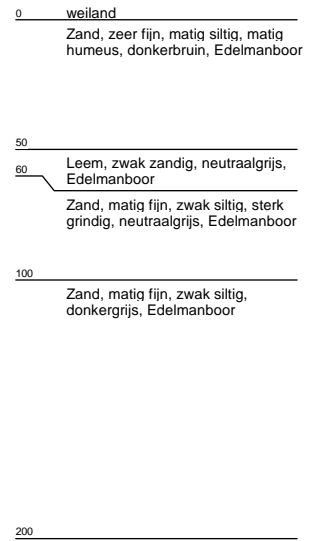 0 weiland
Zand, zeer fijn, matig siltig, matig
humeus, donkerbruin, Edelmanboor
50
Leem, zwak zandig, neutraalgrijs,
60
Edelmanboor
Zand, matig fijn, zwak siltig, sterk
grindig, neutraalgrijs, Edelmanboor
100
Zand, matig fijn, zwak siltig,
donkergrijs, Edelmanboor
200